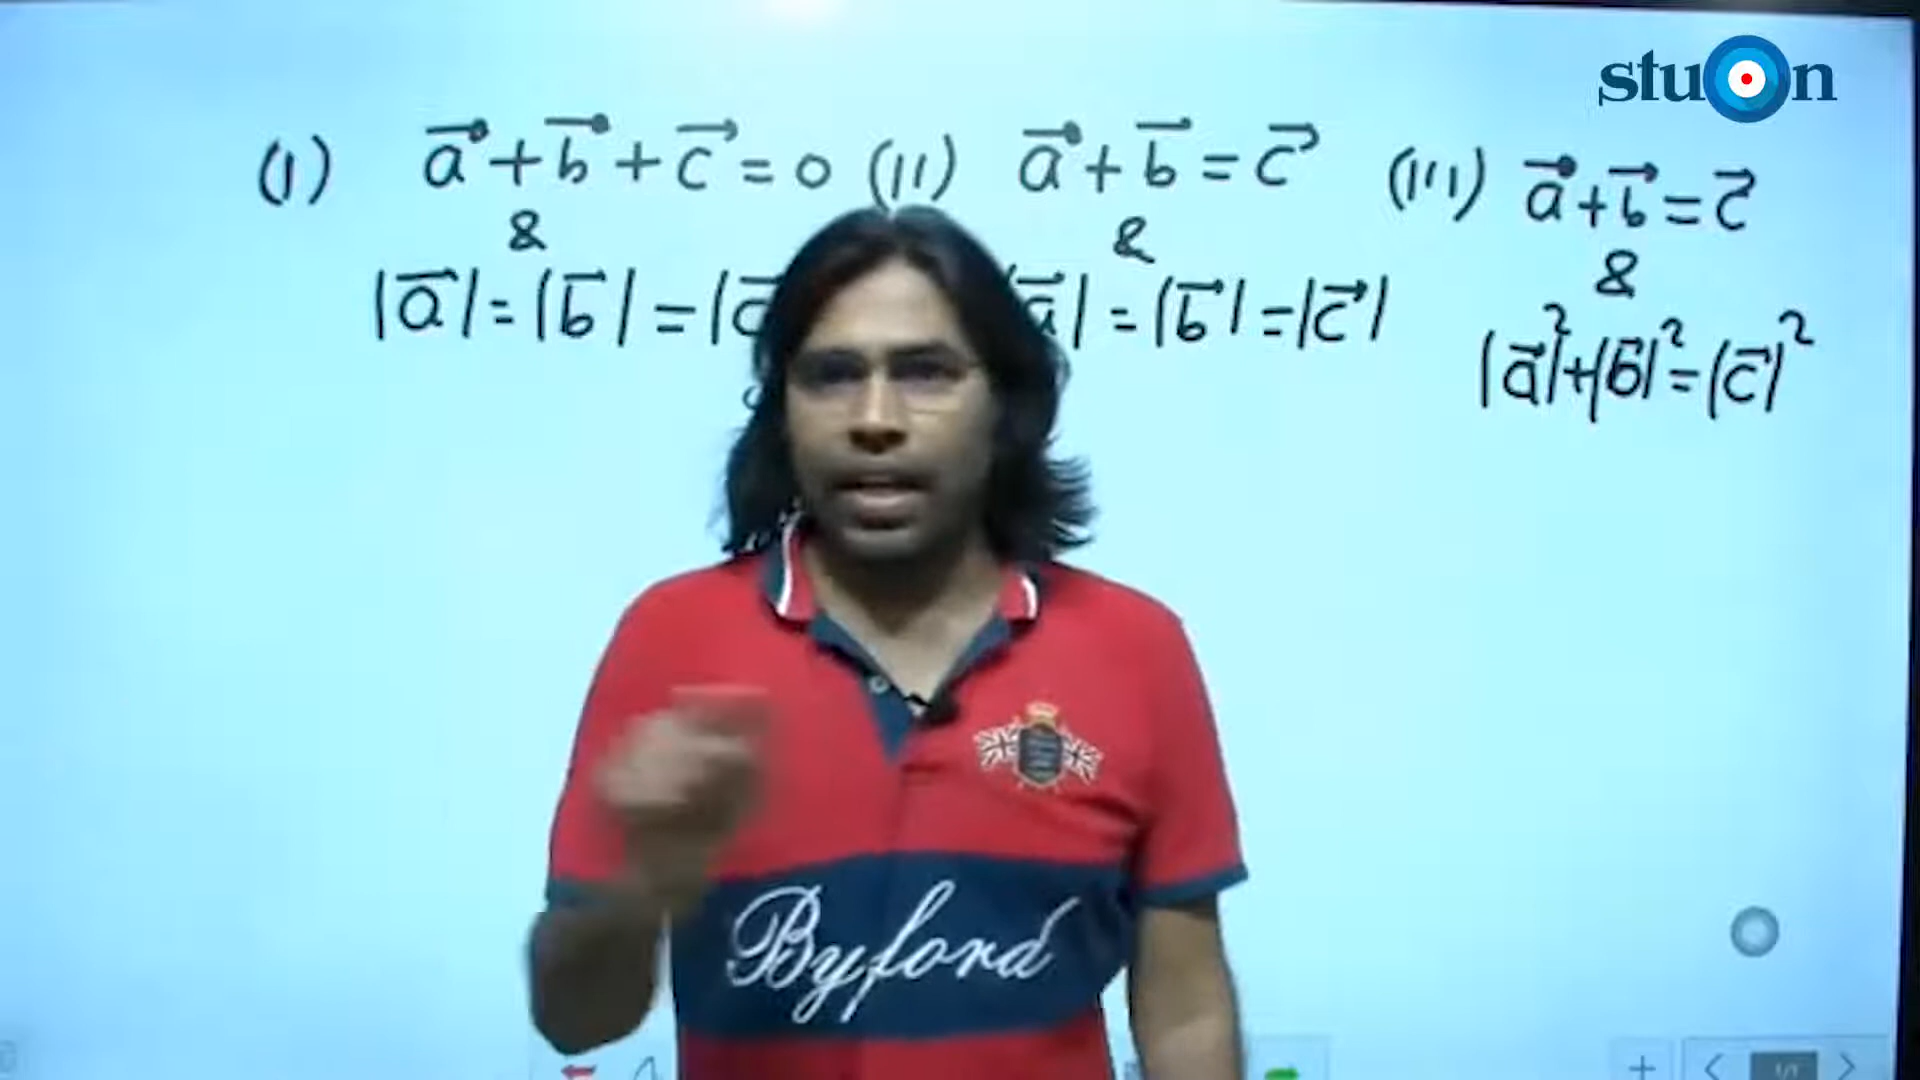 stuOn
(I) a⃗ + b⃗ + c⃗ = 0 (II) a⃗ + b⃗ = c⃗ (III) a⃗ + b⃗ = c⃗
& & &
|a⃗| = |b⃗| = |c a⃗| = |b⃗| = |c⃗| |a⃗|² + |b⃗|² = |c⃗|²
Byford